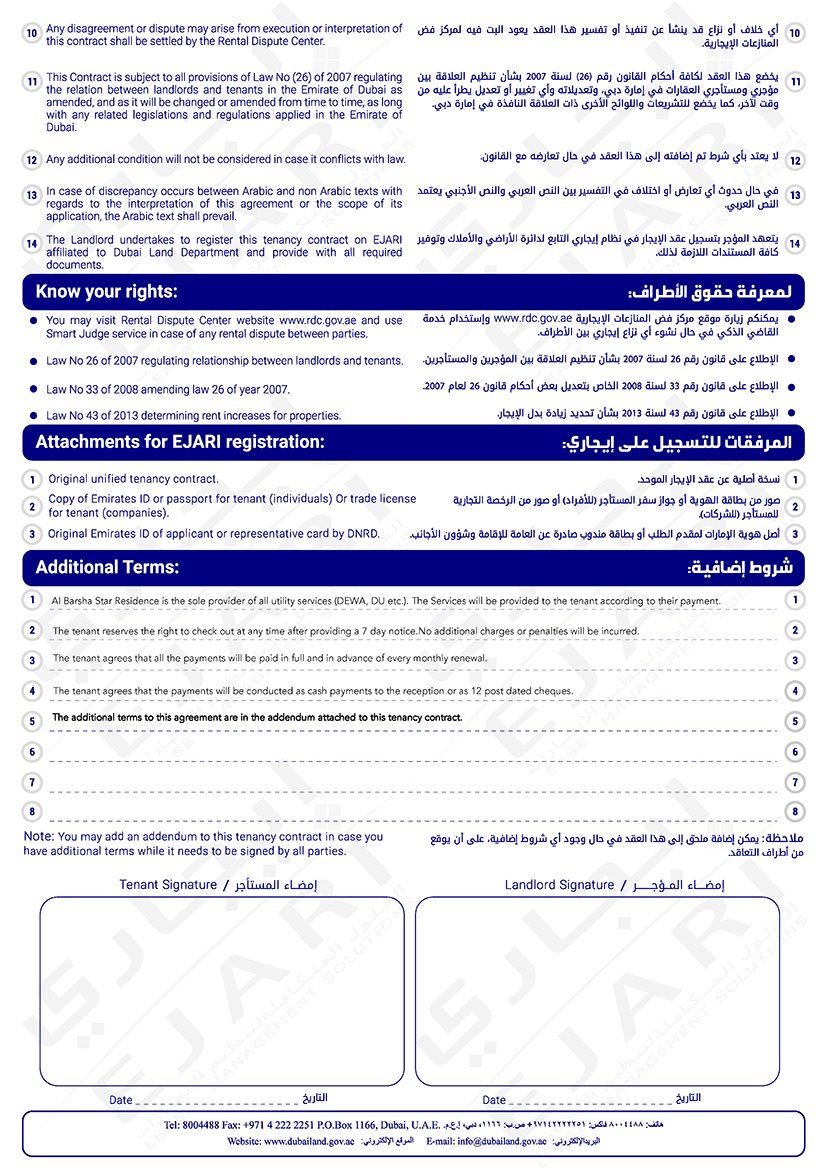 10 Any disagreement or dispute may arise from execution or interpretation of
this contract shall be settled by the Rental Dispute Center.
أي خلاف أو نزاع قد ينشأ عن تنفيذ أو تفسير هذا العقد يعود البت فيه لمركز فض 10
المنازعات الإيجارية.
11 This Contract is subject to all provisions of Law No (26) of 2007 regulating
the relation between landlords and tenants in the Emirate of Dubai as
amended, and as it will be changed or amended from time to time, as long
with any related legislations and regulations applied in the Emirate of
Dubai.
يخضع هذا العقد لكافة أحكام القانون رقم (26) لسنة 2007 بشأن تنظيم العلاقة بين 11
مؤجري ومستأجري العقارات في إمارة دبي، وتعديلاته وأي تغيير أو تعديل يطرأ عليه من
وقت لآخر، كما يخضع للتشريعات واللوائح الأخرى ذات العلاقة النافذة في إمارة دبي.
12 Any additional condition will not be considered in case it conflicts with law.
لا يعتد بأي شرط تم إضافته إلى هذا العقد في حال تعارضه مع القانون. 12
13 In case of discrepancy occurs between Arabic and non Arabic texts with
regards to the interpretation of this agreement or the scope of its
application, the Arabic text shall prevail.
في حال حدوث أي تعارض أو اختلاف في التفسير بين النص العربي والنص الأجنبي يعتمد 13
النص العربي.
14 The Landlord undertakes to register this tenancy contract on EJARI
affiliated to Dubai Land Department and provide with all required
documents.
يتعهد المؤجر بتسجيل عقد الإيجار في نظام إيجاري التابع لدائرة الأراضي والأملاك وتوفير 14
كافة المستندات اللازمة لذلك.
Know your rights:
لمعرفة حقوق الأطراف:
• You may visit Rental Dispute Center website www.rdc.gov.ae and use
Smart Judge service in case of any rental dispute between parties.
• يمكنكم زيارة موقع مركز فض المنازعات الإيجارية www.rdc.gov.ae وإستخدام خدمة
القاضي الذكي في حال نشوء أي نزاع إيجاري بين الأطراف.
• Law No 26 of 2007 regulating relationship between landlords and tenants.
• الإطلاع على قانون رقم 26 لسنة 2007 بشأن تنظيم العلاقة بين المؤجرين والمستأجرين.
• Law No 33 of 2008 amending law 26 of year 2007.
• الإطلاع على قانون رقم 33 لسنة 2008 الخاص بتعديل بعض أحكام قانون 26 لعام 2007.
• Law No 43 of 2013 determining rent increases for properties.
• الإطلاع على قانون رقم 43 لسنة 2013 بشأن تحديد زيادة بدل الإيجار.
Attachments for EJARI registration:
المرفقات للتسجيل على إيجاري:
1 Original unified tenancy contract.
نسخة أصلية عن عقد الإيجار الموحد. 1
2 Copy of Emirates ID or passport for tenant (individuals) Or trade license
for tenant (companies).
صور من بطاقة الهوية أو جواز سفر المستأجر (للأفراد) أو صور من الرخصة التجارية 2
للمستأجر (للشركات).
3 Original Emirates ID of applicant or representative card by DNRD.
أصل هوية الإمارات لمقدم الطلب أو بطاقة مندوب صادرة عن العامة للإقامة وشؤون الأجانب. 3
Additional Terms:
شروط إضافية:
1 Al Barsha Star Residence is the sole provider of all utility services (DEWA, DU etc.). The Services will be provided to the tenant according to their payment. 1
2 The tenant reserves the right to check out at any time after providing a 7 day notice.No additional charges or penalties will be incurred. 2
3 The tenant agrees that all the payments will be paid in full and in advance of every monthly renewal. 3
4 The tenant agrees that the payments will be conducted as cash payments to the reception or as 12 post dated cheques. 4
5 The additional terms to this agreement are in the addendum attached to this tenancy contract. 5
6 6
7 7
8 8
Note: You may add an addendum to this tenancy contract in case you
have additional terms while it needs to be signed by all parties.
ملاحظة: يمكن إضافة ملحق إلى هذا العقد في حال وجود أي شروط إضافية، على أن يوقع
من أطراف التعاقد.
Tenant Signature / إمضاء المستأجر
Landlord Signature / إمضاء المؤجر
Date التاريخ
Date التاريخ
Tel: 8004488 Fax: +971 4 222 2251 P.O.Box 1166, Dubai, U.A.E. هاتف: ٨٠٠٤٤٨٨ فاكس: ٩٧١٤٢٢٢٢٢٥١+ ص.ب: ١١٦٦، دبي، إ.ع.م.
Website: www.dubailand.gov.ae الموقع الإلكتروني: E-mail: info@dubailand.gov.ae البريدالإلكتروني: